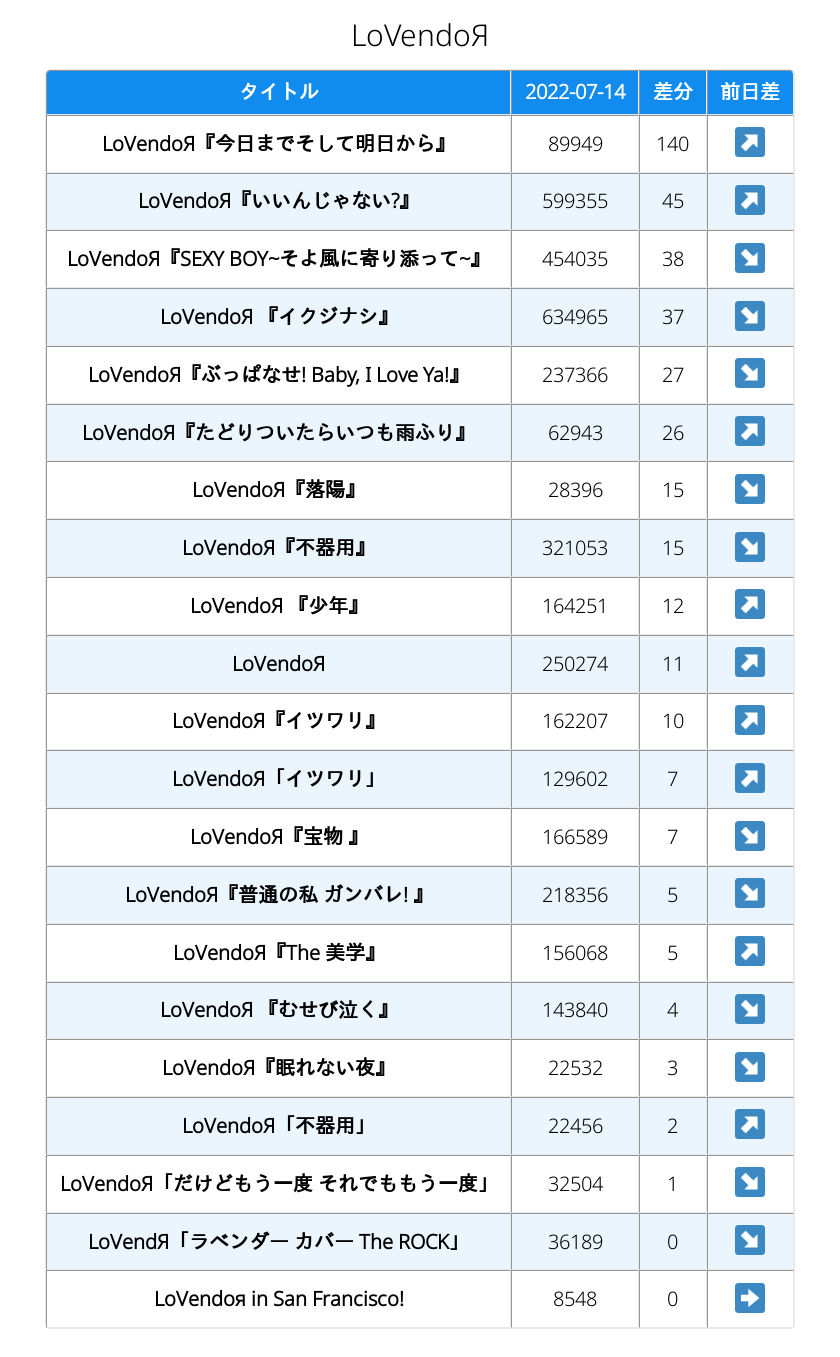 LoVendoЯ
タイトル 2022-07-14 差分 前日差
LoVendoЯ『今日までそして明日から』 89949 140
LoVendoЯ『いいんじゃない?』 599355 45
LoVendoЯ『SEXY BOY~そよ風に寄り添って~』 454035 38
LoVendoЯ 『イクジナシ』 634965 37
LoVendoЯ『ぶっぱなせ! Baby, I Love Ya!』 237366 27
LoVendoЯ『たどりついたらいつも雨ふり』 62943 26
LoVendoЯ『落陽』 28396 15
LoVendoЯ『不器用』 321053 15
LoVendoЯ 『少年』 164251 12
LoVendoЯ 250274 11
LoVendoЯ『イツワリ』 162207 10
LoVendoЯ「イツワリ」 129602 7
LoVendoЯ『宝物 』 166589 7
LoVendoЯ『普通の私 ガンバレ! 』 218356 5
LoVendoЯ『The 美学』 156068 5
LoVendoЯ 『むせび泣く』 143840 4
LoVendoЯ『眠れない夜』 22532 3
LoVendoЯ「不器用」 22456 2
LoVendoЯ「だけどもう一度 それでももう一度」 32504 1
LoVendЯ「ラベンダー カバー The ROCK」 36189 0
LoVendoя in San Francisco! 8548 0